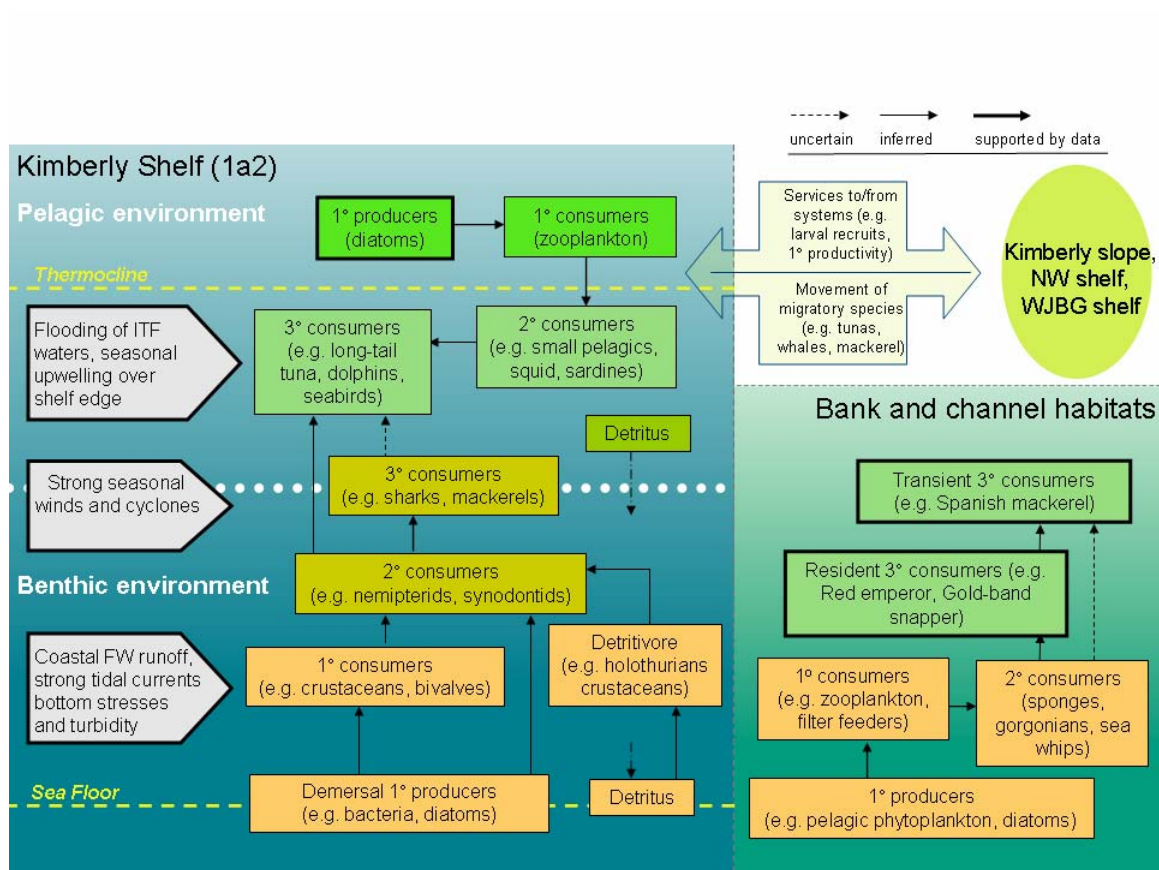 uncertain
inferred
supported by data
Kimberly Shelf (1a2)
Pelagic environment
1° producers
(diatoms)
1° consumers
(zooplankton)
Services to/from
systems (e.g.
larval recruits,
1° productivity)
Movement of
migratory species
(e.g. tunas,
whales, mackerel)
Kimberly slope,
NW shelf,
WJBG shelf
Thermocline
Flooding of ITF
waters, seasonal
upwelling over
shelf edge
3° consumers
(e.g. long-tail
tuna, dolphins,
seabirds)
2° consumers
(e.g. small pelagics,
squid, sardines)
Detritus
Strong seasonal
winds and cyclones
3° consumers
(e.g. sharks, mackerels)
Benthic environment
2° consumers
(e.g. nemipterids, synodontids)
Coastal FW runoff,
strong tidal currents
bottom stresses
and turbidity
1° consumers
(e.g. crustaceans, bivalves)
Detritivore
(e.g. holothurians
crustaceans)
Sea Floor
Demersal 1° producers
(e.g. bacteria, diatoms)
Detritus
Bank and channel habitats
Transient 3° consumers
(e.g. Spanish mackerel)
Resident 3° consumers (e.g.
Red emperor, Gold-band
snapper)
1º consumers
(e.g. zooplankton,
filter feeders)
2° consumers
(sponges,
gorgonians, sea
whips)
1° producers
(e.g. pelagic phytoplankton, diatoms)